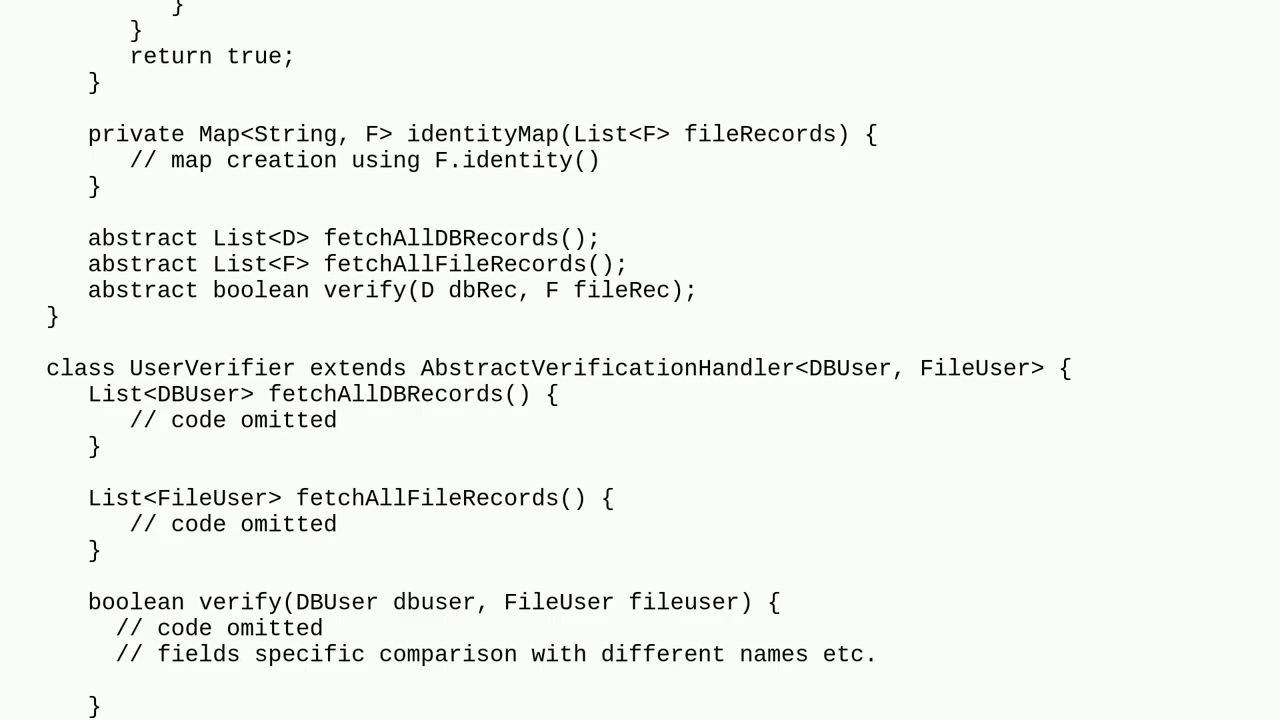 }
}
return true;
}
private Map<String, F> identityMap(List<F> fileRecords) {
// map creation using F.identity()
}
abstract List<D> fetchAllDBRecords();
abstract List<F> fetchAllFileRecords();
abstract boolean verify(D dbRec, F fileRec);
}
class UserVerifier extends AbstractVerificationHandler<DBUser, FileUser> {
List<DBUser> fetchAllDBRecords() {
// code omitted
}
List<FileUser> fetchAllFileRecords() {
// code omitted
}
boolean verify(DBUser dbuser, FileUser fileuser) {
// code omitted
// fields specific comparison with different names etc.
}